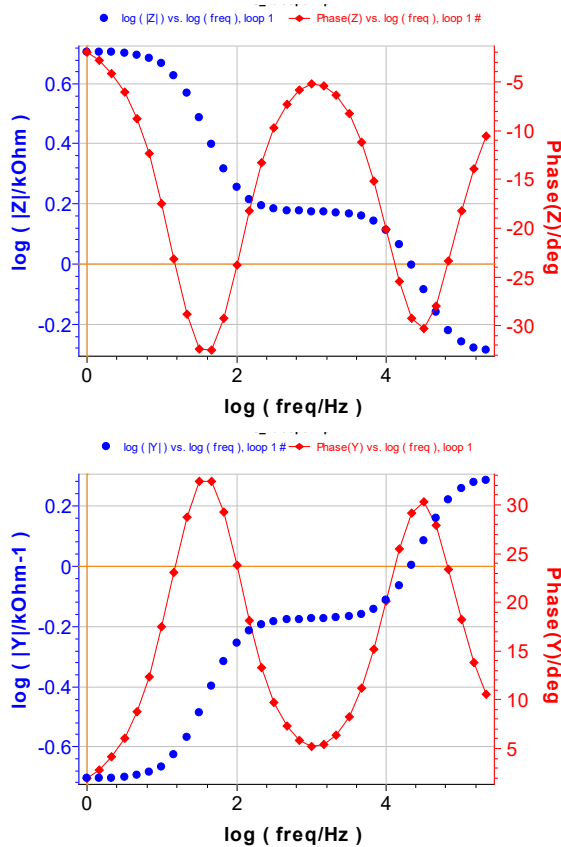 log ( |Z| ) vs. log ( freq ), loop 1 Phase(Z) vs. log ( freq ), loop 1 #
log ( |Z|/kOhm )
0.6
0.4
0.2
0
-0.2
-5
-10
-15
-20
-25
-30
Phase(Z)/deg
0 2 4
log ( freq/Hz )
log ( |Y| ) vs. log ( freq ), loop 1 # Phase(Y) vs. log ( freq ), loop 1
log ( |Y|/kOhm-1 )
0.2
0
-0.2
-0.4
-0.6
30
25
20
15
10
5
Phase(Y)/deg
0 2 4
log ( freq/Hz )